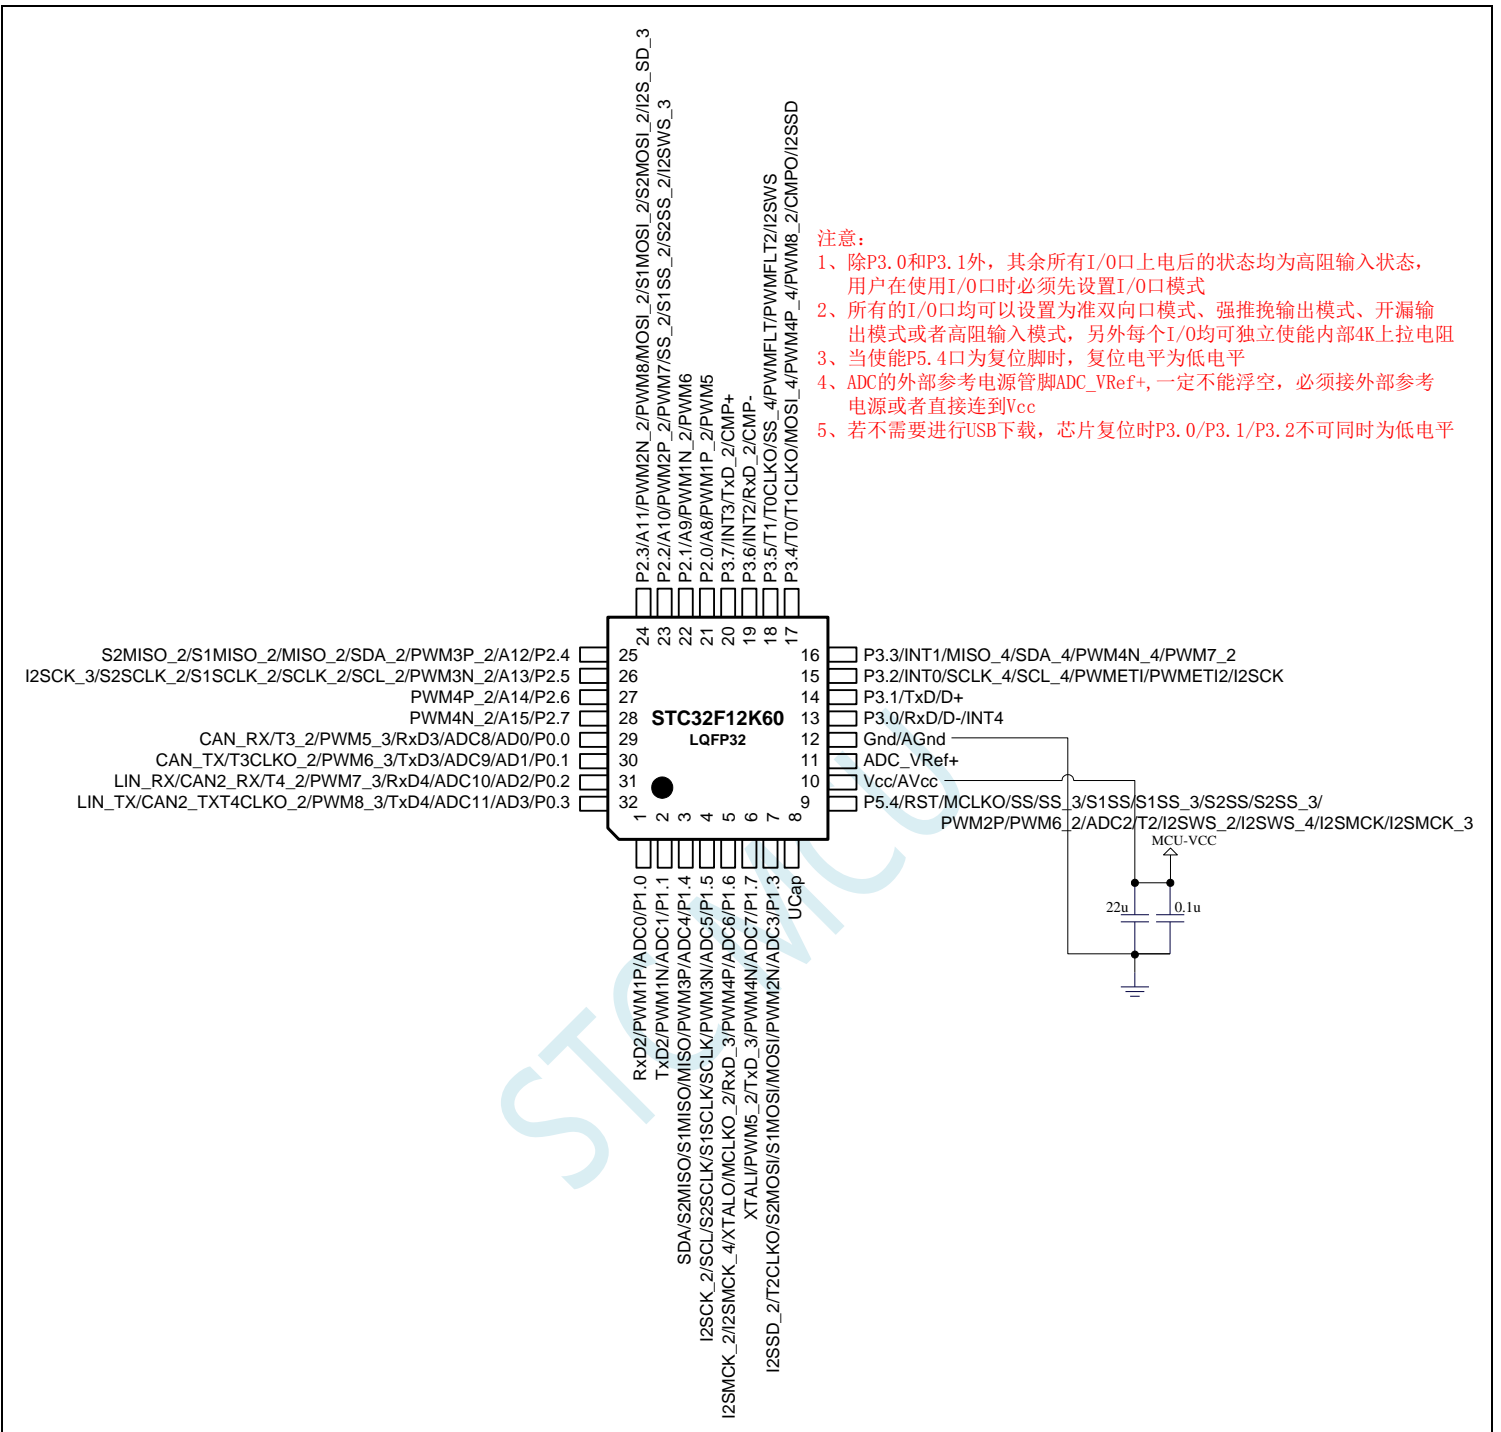 P2.3/A11/PWM2N_2/PWM8/MOSI_2/S1MOSI_2/S2MOSI_2/I2S_SD_3
P2.2/A10/PWM2P_2/PWM7/SS_2/S1SS_2/S2SS_2/I2SWS_3
P2.1/A9/PWM1N_2/PWM6
P2.0/A8/PWM1P_2/PWM5
P3.7/INT3/TxD_2/CMP+
P3.6/INT2/RxD_2/CMP-
P3.5/T1/T0CLKO/SS_4/PWMFLT/PWMFLT2/I2SWS
P3.4/T0/T1CLKO/MOSI_4/PWM4P_4/PWM8_2/CMPO/I2SSD
注意：
1、除P3.0和P3.1外，其余所有I/O口上电后的状态均为高阻输入状态，
用户在使用I/O口时必须先设置I/O口模式
2、所有的I/O口均可以设置为准双向口模式、强推挽输出模式、开漏输
出模式或者高阻输入模式，另外每个I/O均可独立使能内部4K上拉电阻
3、当使能P5.4口为复位脚时，复位电平为低电平
4、ADC的外部参考电源管脚ADC_VRef+,一定不能浮空，必须接外部参考
电源或者直接连到Vcc
5、若不需要进行USB下载，芯片复位时P3.0/P3.1/P3.2不可同时为低电平
24 23 22 21 20 19 18 17
S2MISO_2/S1MISO_2/MISO_2/SDA_2/PWM3P_2/A12/P2.4 25
I2SCK_3/S2SCLK_2/S1SCLK_2/SCLK_2/SCL_2/PWM3N_2/A13/P2.5 26
PWM4P_2/A14/P2.6 27
PWM4N_2/A15/P2.7 28
CAN_RX/T3_2/PWM5_3/RxD3/ADC8/AD0/P0.0 29
CAN_TX/T3CLKO_2/PWM6_3/TxD3/ADC9/AD1/P0.1 30
LIN_RX/CAN2_RX/T4_2/PWM7_3/RxD4/ADC10/AD2/P0.2 31
LIN_TX/CAN2_TXT4CLKO_2/PWM8_3/TxD4/ADC11/AD3/P0.3 32
STC32F12K60
LQFP32
16 P3.3/INT1/MISO_4/SDA_4/PWM4N_4/PWM7_2
15 P3.2/INT0/SCLK_4/SCL_4/PWMETI/PWMETI2/I2SCK
14 P3.1/TxD/D+
13 P3.0/RxD/D-/INT4
12 Gnd/AGnd
11 ADC_VRef+
10 Vcc/AVcc
9 P5.4/RST/MCLKO/SS/SS_3/S1SS/S1SS_3/S2SS/S2SS_3/
PWM2P/PWM6_2/ADC2/T2/I2SWS_2/I2SWS_4/I2SMCK/I2SMCK_3
1 2 3 4 5 6 7 8
RxD2/PWM1P/ADC0/P1.0
TxD2/PWM1N/ADC1/P1.1
SDA/S2MISO/S1MISO/MISO/PWM3P/ADC4/P1.4
I2SCK_2/SCL/S2SCLK/S1SCLK/SCLK/PWM3N/ADC5/P1.5
I2SMCK_2/I2SMCK_4/XTALO/MCLKO_2/RxD_3/PWM4P/ADC6/P1.6
XTALI/PWM5_2/TxD_3/PWM4N/ADC7/P1.7
I2SSD_2/T2CLKO/S2MOSI/S1MOSI/MOSI/PWM2N/ADC3/P1.3
UCap
MCU-VCC
22u 0.1u
STC MCU